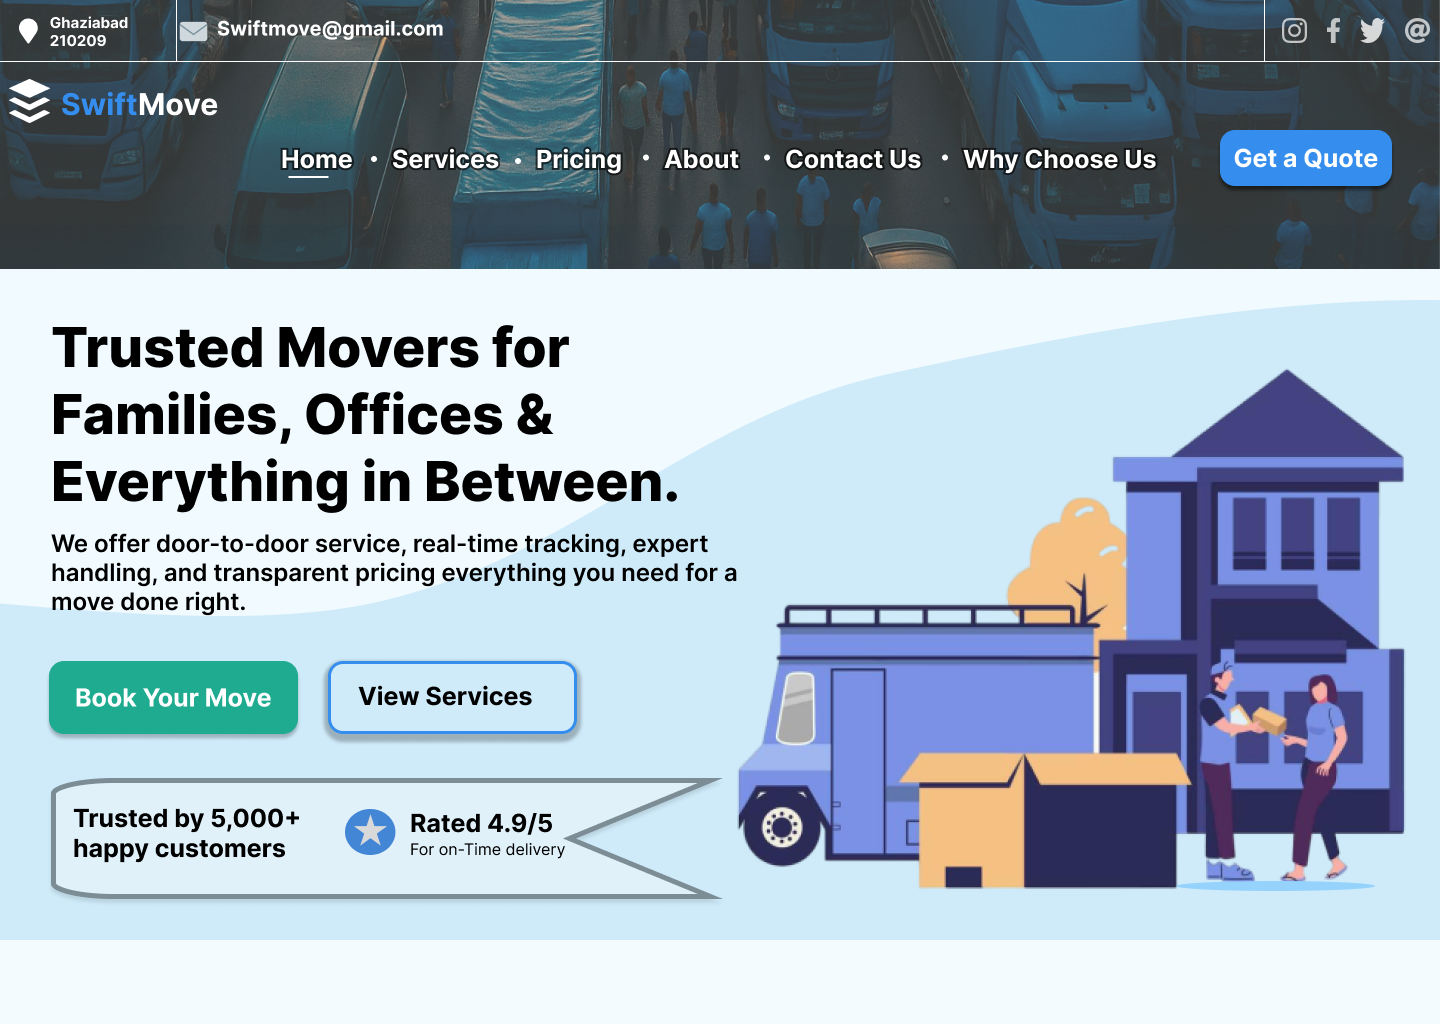 Ghaziabad
210209
Swiftmove@gmail.com
SwiftMove
Home • Services • Pricing • About • Contact Us • Why Choose Us
Get a Quote
Trusted Movers for
Families, Offices &
Everything in Between.
We offer door-to-door service, real-time tracking, expert
handling, and transparent pricing everything you need for a
move done right.
Book Your Move
View Services
Trusted by 5,000+
happy customers
Rated 4.9/5
For on-Time delivery